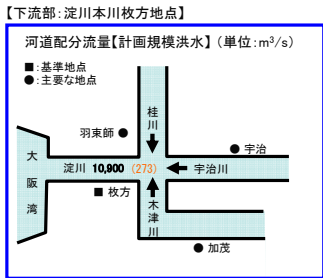 【下流部：淀川本川枚方地点】
河道配分流量【計画規模洪水】（単位：m³/s）
■：基準地点
●：主要な地点
桂川
羽束師 ●
● 宇治
大阪湾
淀川 10,900 (273)
宇治川
■ 枚方
木津川
● 加茂